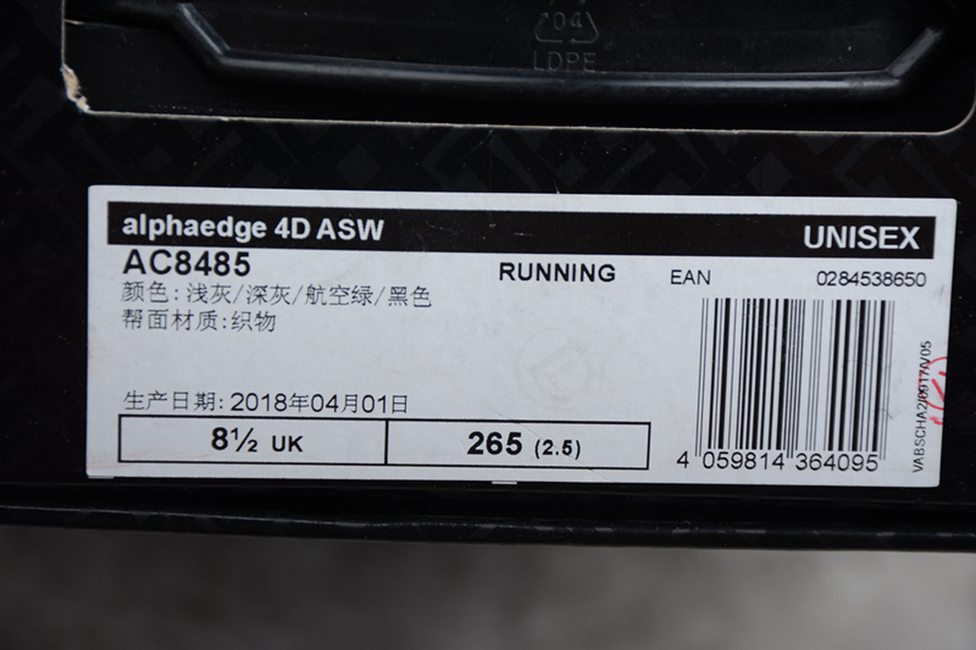 04
LDPE
alphaedge 4D ASW
UNISEX
AC8485
RUNNING
EAN
0284538650
颜色:浅灰/深灰/航空绿/黑色
帮面材质:织物
生产日期: 2018年04月01日
8½ UK
265 (2.5)
4 059814 364095